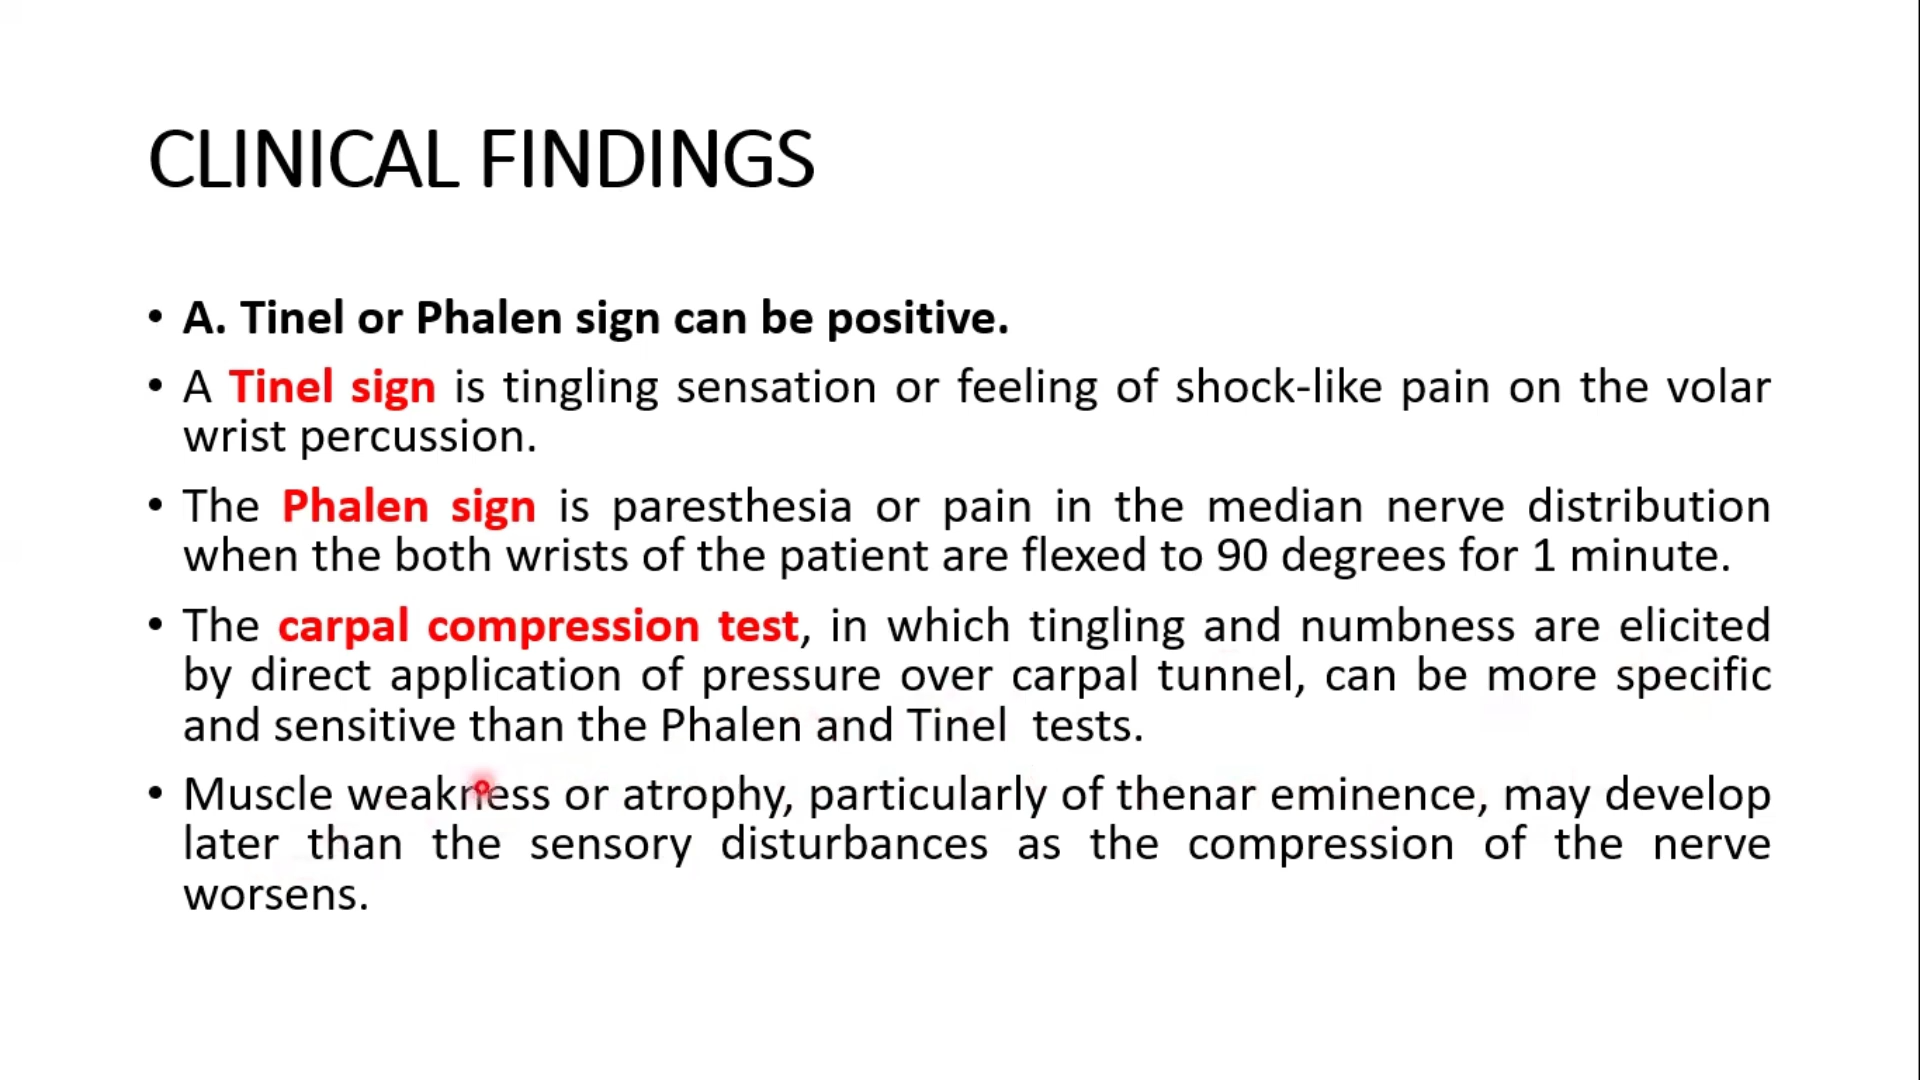 CLINICAL FINDINGS
• A. Tinel or Phalen sign can be positive.
• A Tinel sign is tingling sensation or feeling of shock-like pain on the volar
wrist percussion.
• The Phalen sign is paresthesia or pain in the median nerve distribution
when the both wrists of the patient are flexed to 90 degrees for 1 minute.
• The carpal compression test, in which tingling and numbness are elicited
by direct application of pressure over carpal tunnel, can be more specific
and sensitive than the Phalen and Tinel  tests.
• Muscle weakness or atrophy, particularly of thenar eminence, may develop
later than the sensory disturbances as the compression of the nerve
worsens.